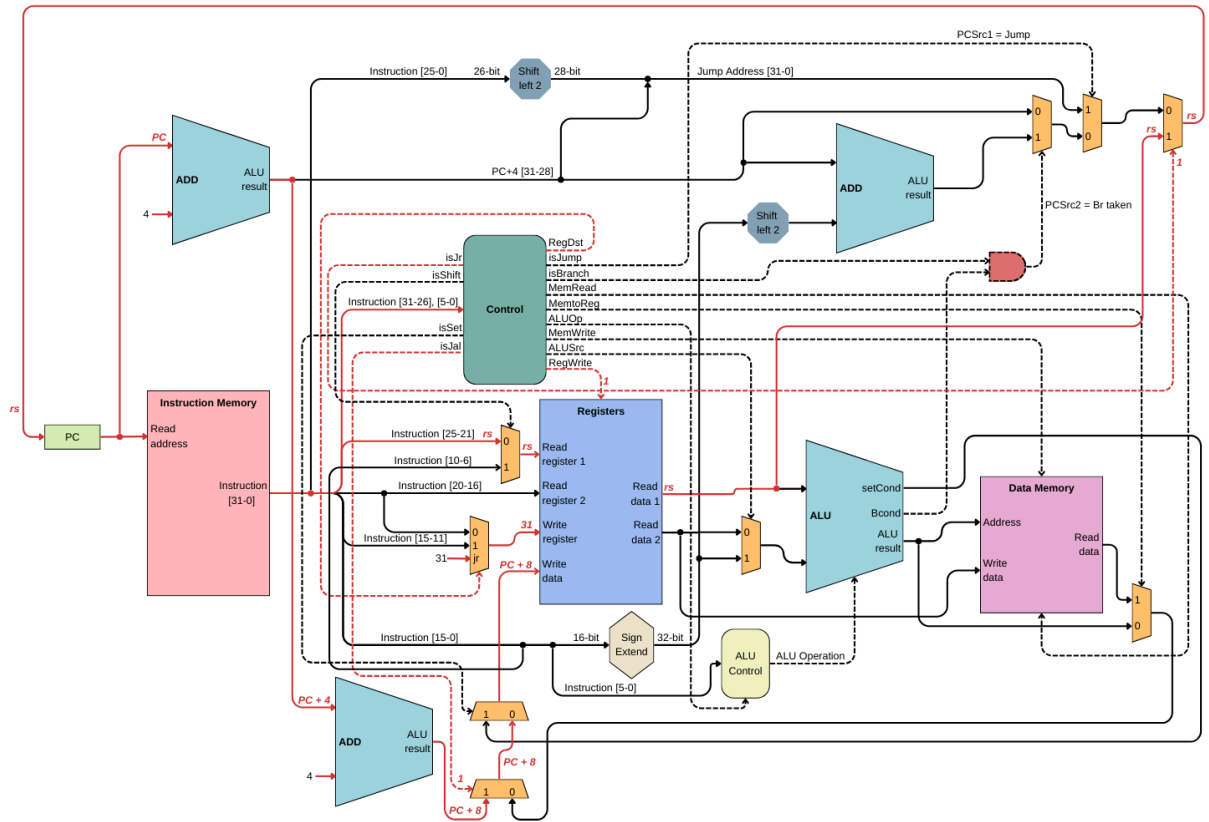 PCSrc1 = Jump
Instruction [25-0]
26-bit
Shift
left 2
28-bit
Jump Address [31-0]
0
1
1
0
0
rs
1
rs
1
PC
ADD
ALU
result
4
PC+4 [31-28]
ADD
ALU
result
Shift
left 2
PCSrc2 = Br taken
RegDst
isJr
isJump
isShift
isBranch
MemRead
Instruction [31-26], [5-0]
Control
MemtoReg
isSet
ALUOp
MemWrite
isJal
ALUSrc
RegWrite
1
rs
PC
Instruction Memory
Read
address
Instruction
[31-0]
Registers
Instruction [25-21]
rs
0
rs
Read
register 1
Instruction [10-6]
1
Instruction [20-16]
Read
register 2
Read
data 1
rs
Instruction [15-11]
0
1
31
jr
31
Write
register
Read
data 2
PC + 8
Write
data
0
1
setCond
Bcond
ALU
ALU
result
Data Memory
Address
Read
data
Write
data
1
0
Instruction [15-0]
16-bit
Sign
Extend
32-bit
ALU
Control
ALU Operation
Instruction [5-0]
PC + 4
ADD
ALU
result
4
1
0
PC + 8
1
1
0
PC + 8